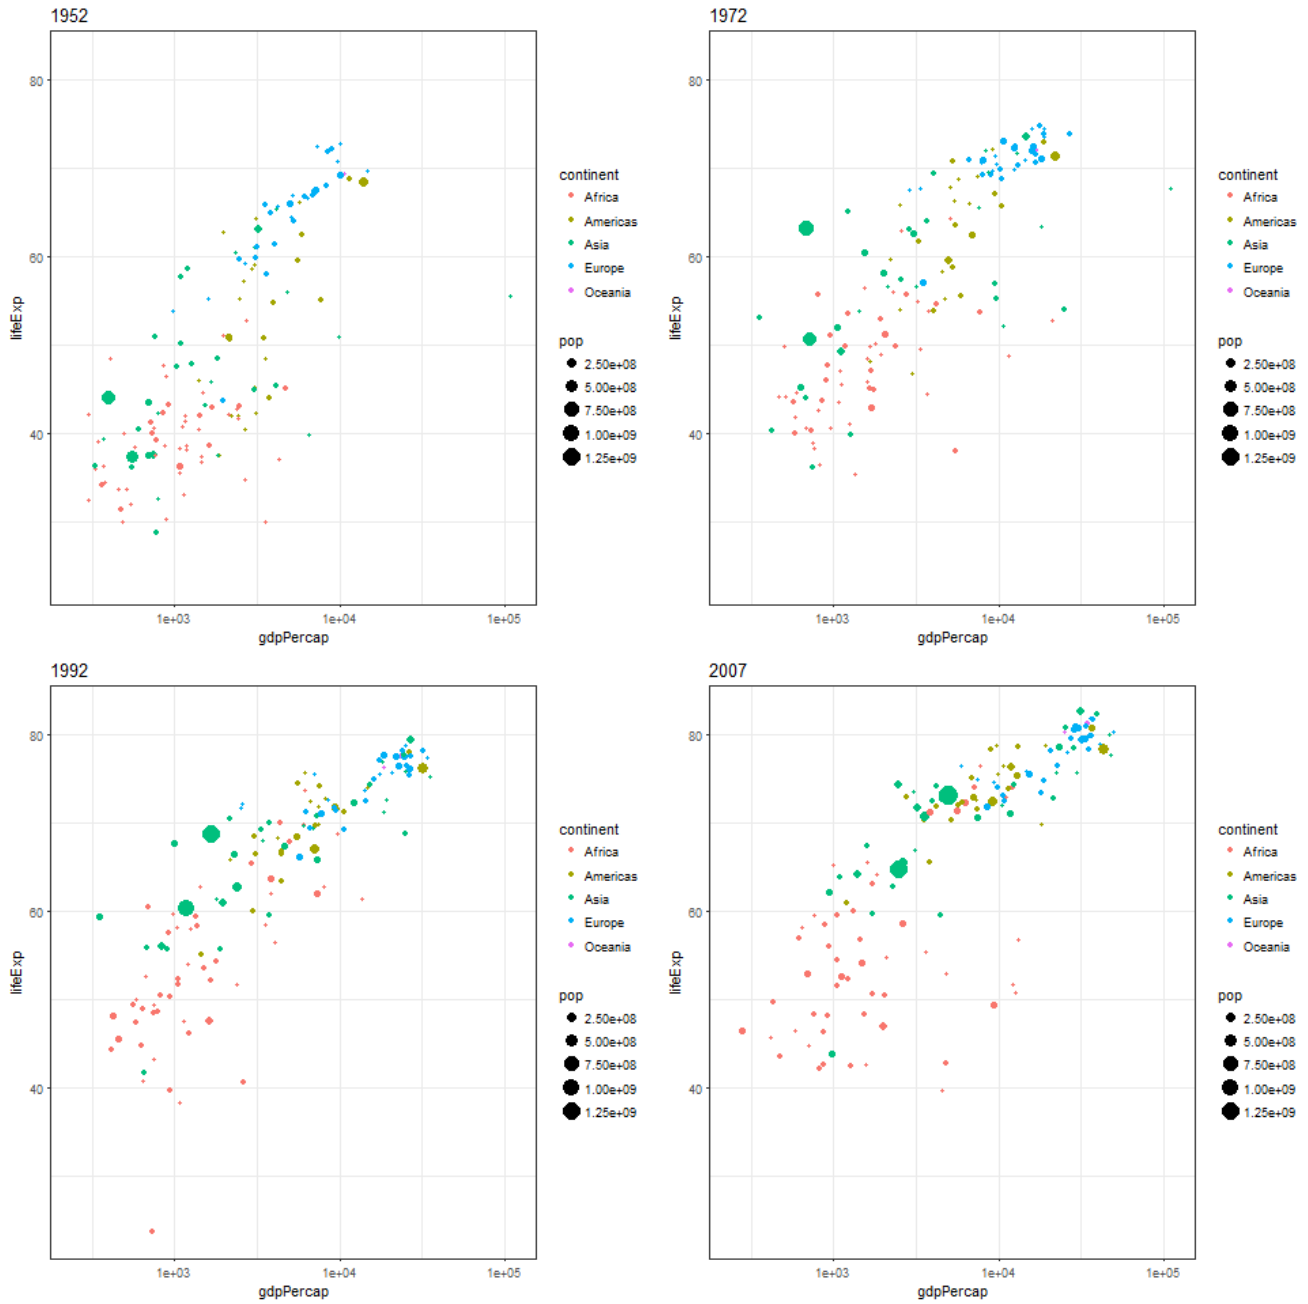 1952
lifeExp
80
60
40
1e+03
1e+04
1e+05
gdpPercap
continent
Africa
Americas
Asia
Europe
Oceania
pop
2.50e+08
5.00e+08
7.50e+08
1.00e+09
1.25e+09
1972
lifeExp
80
60
40
1e+03
1e+04
1e+05
gdpPercap
continent
Africa
Americas
Asia
Europe
Oceania
pop
2.50e+08
5.00e+08
7.50e+08
1.00e+09
1.25e+09
1992
lifeExp
80
60
40
1e+03
1e+04
1e+05
gdpPercap
continent
Africa
Americas
Asia
Europe
Oceania
pop
2.50e+08
5.00e+08
7.50e+08
1.00e+09
1.25e+09
2007
lifeExp
80
60
40
1e+03
1e+04
1e+05
gdpPercap
continent
Africa
Americas
Asia
Europe
Oceania
pop
2.50e+08
5.00e+08
7.50e+08
1.00e+09
1.25e+09